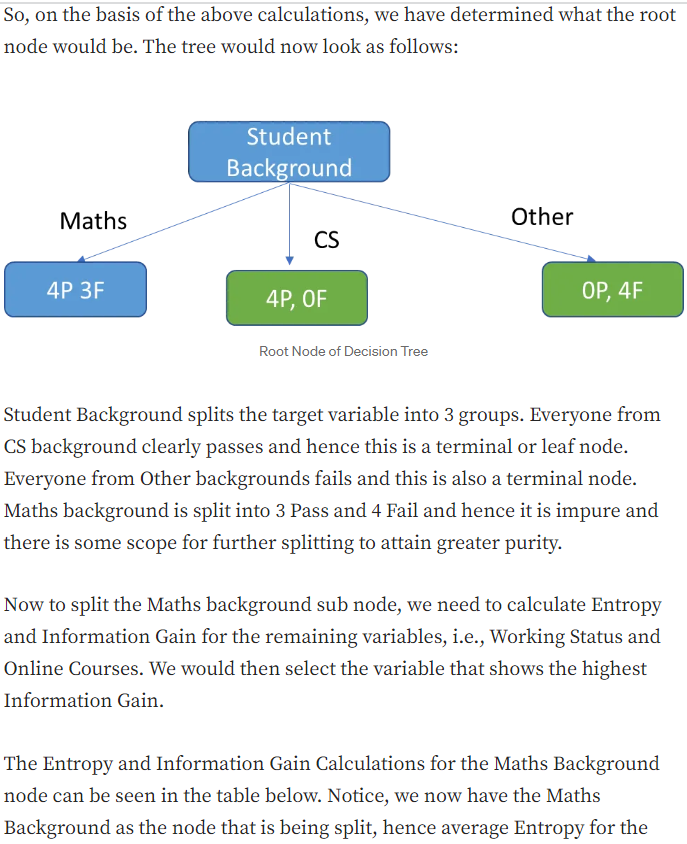 So, on the basis of the above calculations, we have determined what the root
node would be. The tree would now look as follows:
Student
Background
Maths
CS
Other
4P 3F
4P, 0F
0P, 4F
Root Node of Decision Tree
Student Background splits the target variable into 3 groups. Everyone from
CS background clearly passes and hence this is a terminal or leaf node.
Everyone from Other backgrounds fails and this is also a terminal node.
Maths background is split into 3 Pass and 4 Fail and hence it is impure and
there is some scope for further splitting to attain greater purity.
Now to split the Maths background sub node, we need to calculate Entropy
and Information Gain for the remaining variables, i.e., Working Status and
Online Courses. We would then select the variable that shows the highest
Information Gain.
The Entropy and Information Gain Calculations for the Maths Background
node can be seen in the table below. Notice, we now have the Maths
Background as the node that is being split, hence average Entropy for the